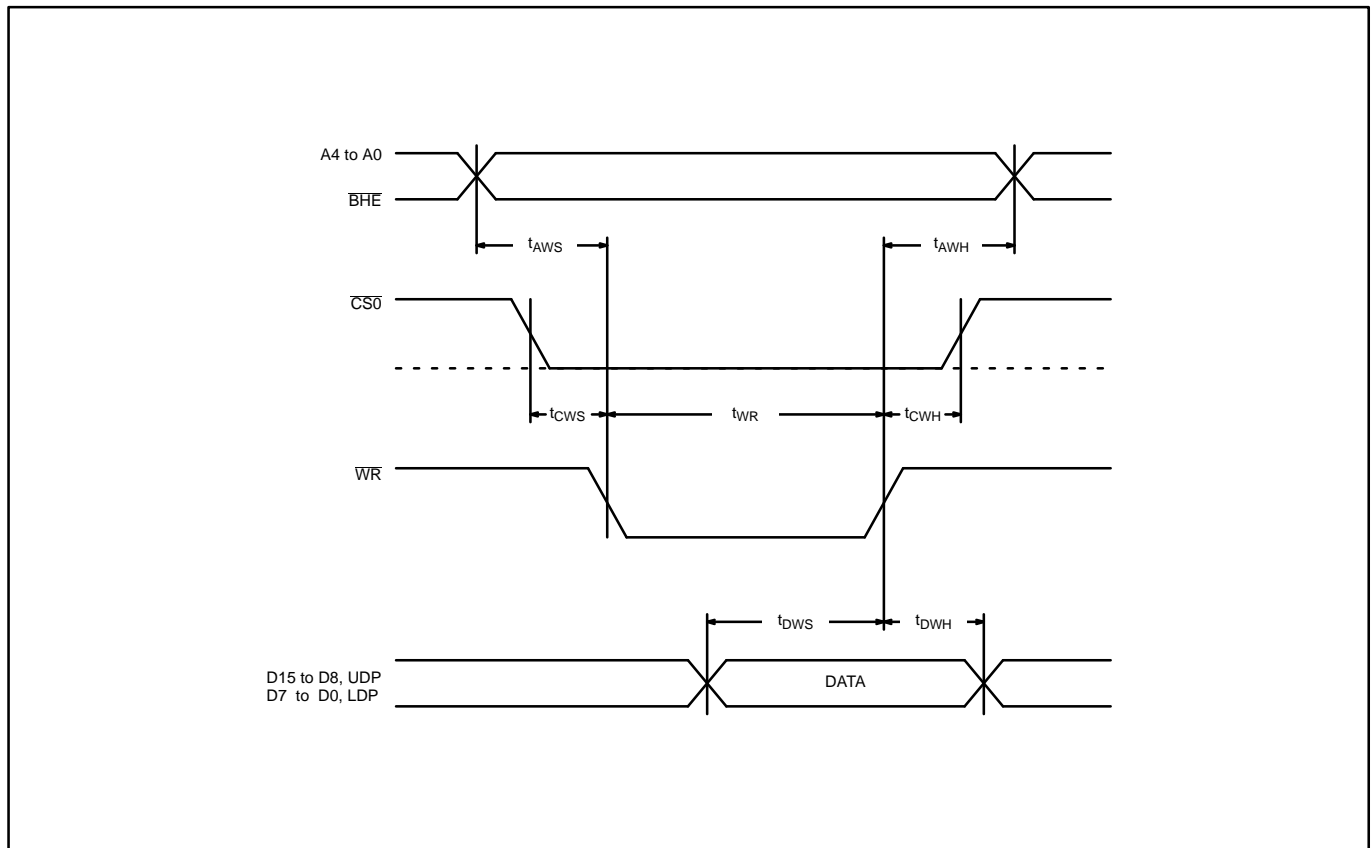 A4 to A0
BHE
tAWS
tAWH
CS0
tCWS
tWR
tCWH
WR
tDWS
tDWH
D15 to D8, UDP
D7 to D0, LDP
DATA